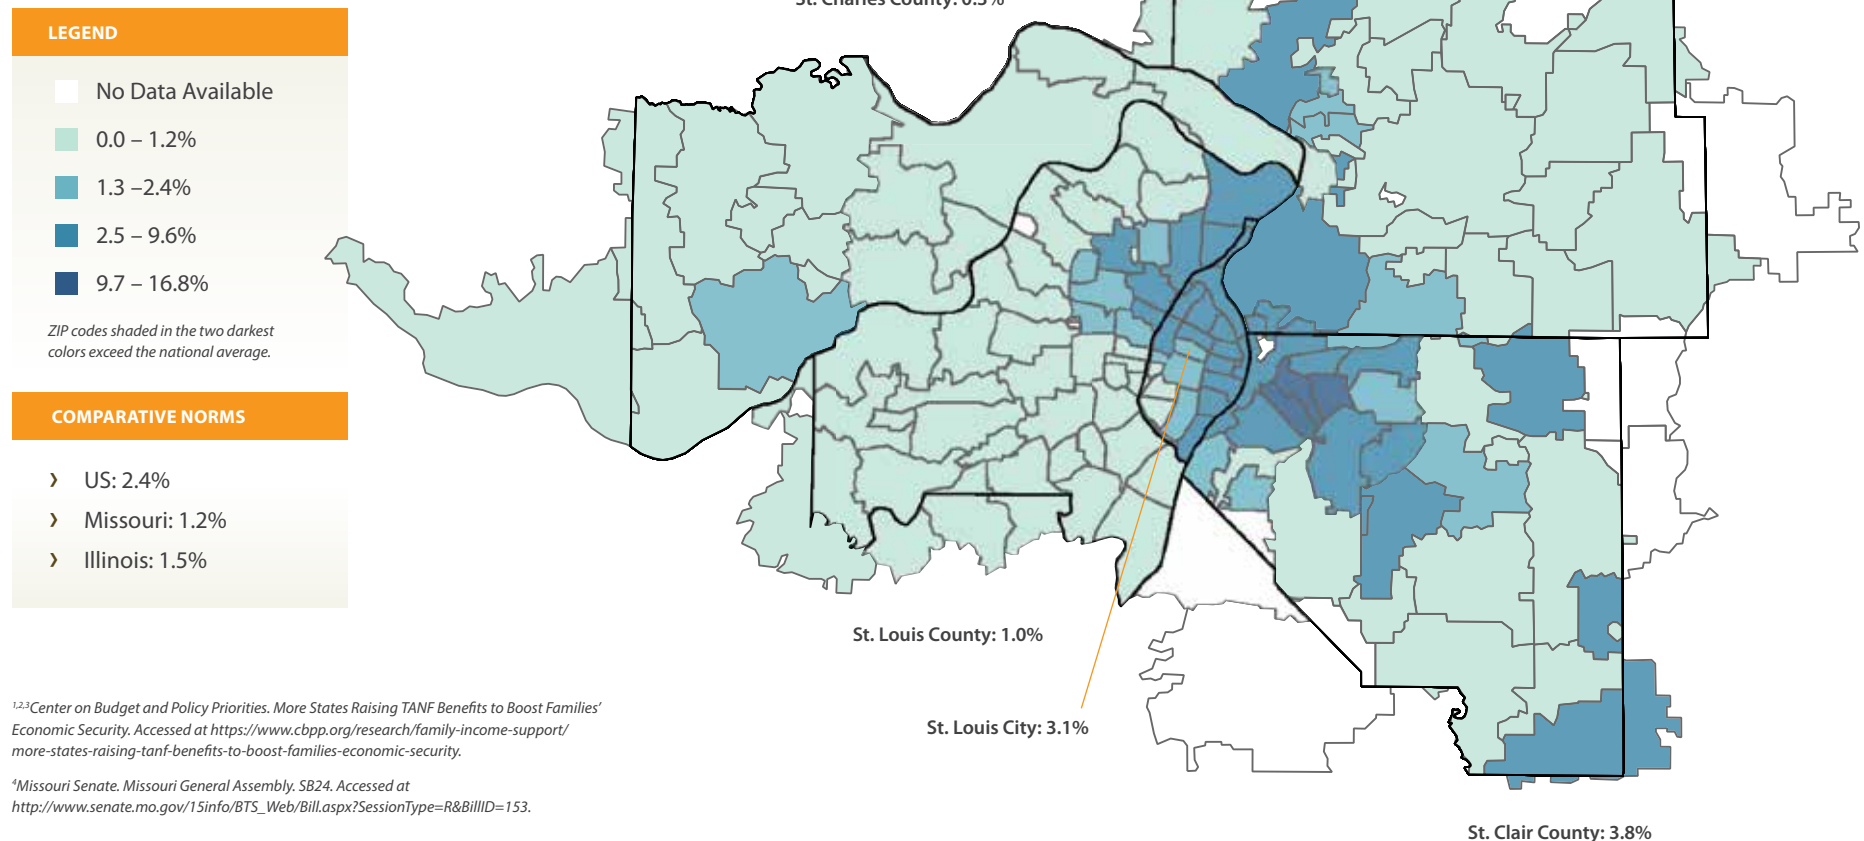 St. Charles County: 0.5%
LEGEND
No Data Available
0.0 – 1.2%
1.3 –2.4%
2.5 – 9.6%
9.7 – 16.8%
ZIP codes shaded in the two darkest
colors exceed the national average.
COMPARATIVE NORMS
› US: 2.4%
› Missouri: 1.2%
› Illinois: 1.5%
St. Louis County: 1.0%
St. Louis City: 3.1%
St. Clair County: 3.8%
1,2,3Center on Budget and Policy Priorities. More States Raising TANF Benefits to Boost Families’
Economic Security. Accessed at https://www.cbpp.org/research/family-income-support/
more-states-raising-tanf-benefits-to-boost-families-economic-security.
4Missouri Senate. Missouri General Assembly. SB24. Accessed at
http://www.senate.mo.gov/15info/BTS_Web/Bill.aspx?SessionType=R&BillID=153.